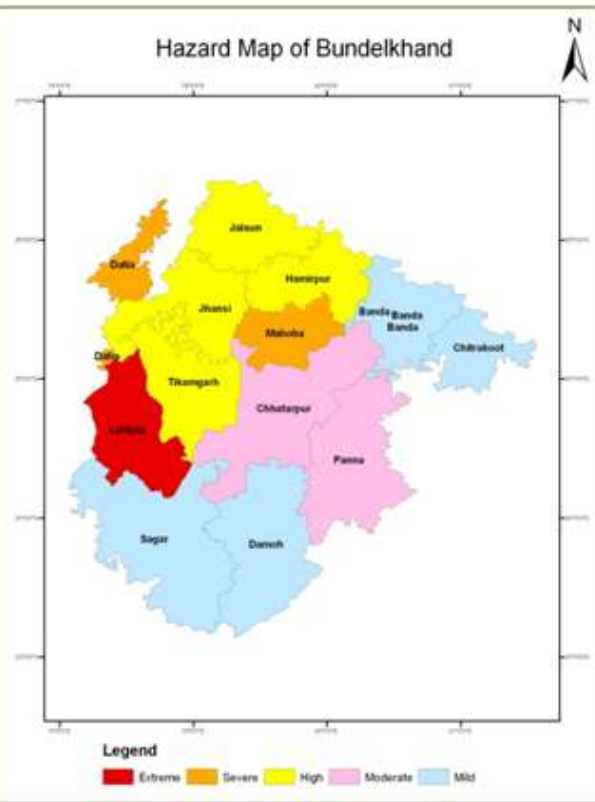 Hazard Map of Bundelkhand
N
Jalaun
Datia
Hamirpur
Jhansi
Banda
Banda
Banda
Mahoba
Chitrakoot
Datia
Tikamgarh
Chhatarpur
Lalitpur
Panna
Sagar
Damoh
Legend
Extreme Severe High Moderate Mild